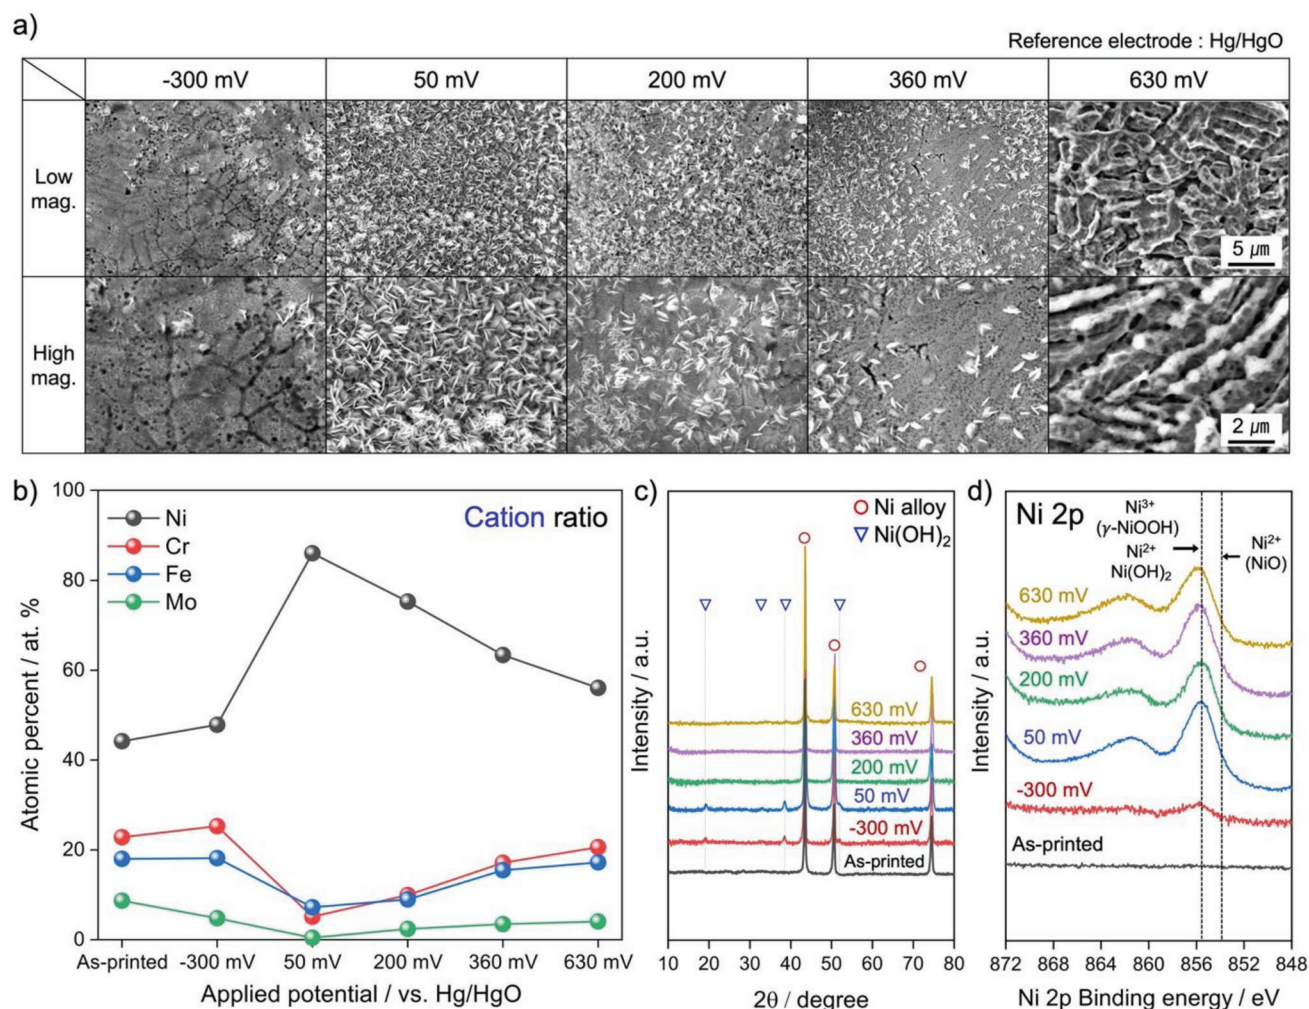 a)
Reference electrode : Hg/HgO
-300 mV 50 mV 200 mV 360 mV 630 mV
Low
mag.
5 ㎛
High
mag.
2 ㎛
b)
100
80
60
40
20
0
Atomic percent / at. %
Ni
Cr
Fe
Mo
Cation ratio
As-printed -300 mV 50 mV 200 mV 360 mV 630 mV
Applied potential / vs. Hg/HgO
c)
Ni alloy
Ni(OH)₂
Intensity / a.u.
630 mV
360 mV
200 mV
50 mV
-300 mV
As-printed
10 20 30 40 50 60 70 80
2θ / degree
d)
Ni 2p
Ni³⁺
(γ-NiOOH)
Ni²⁺
Ni(OH)₂
Ni²⁺
(NiO)
Intensity / a.u.
630 mV
360 mV
200 mV
50 mV
-300 mV
As-printed
872 868 864 860 856 852 848
Ni 2p Binding energy / eV